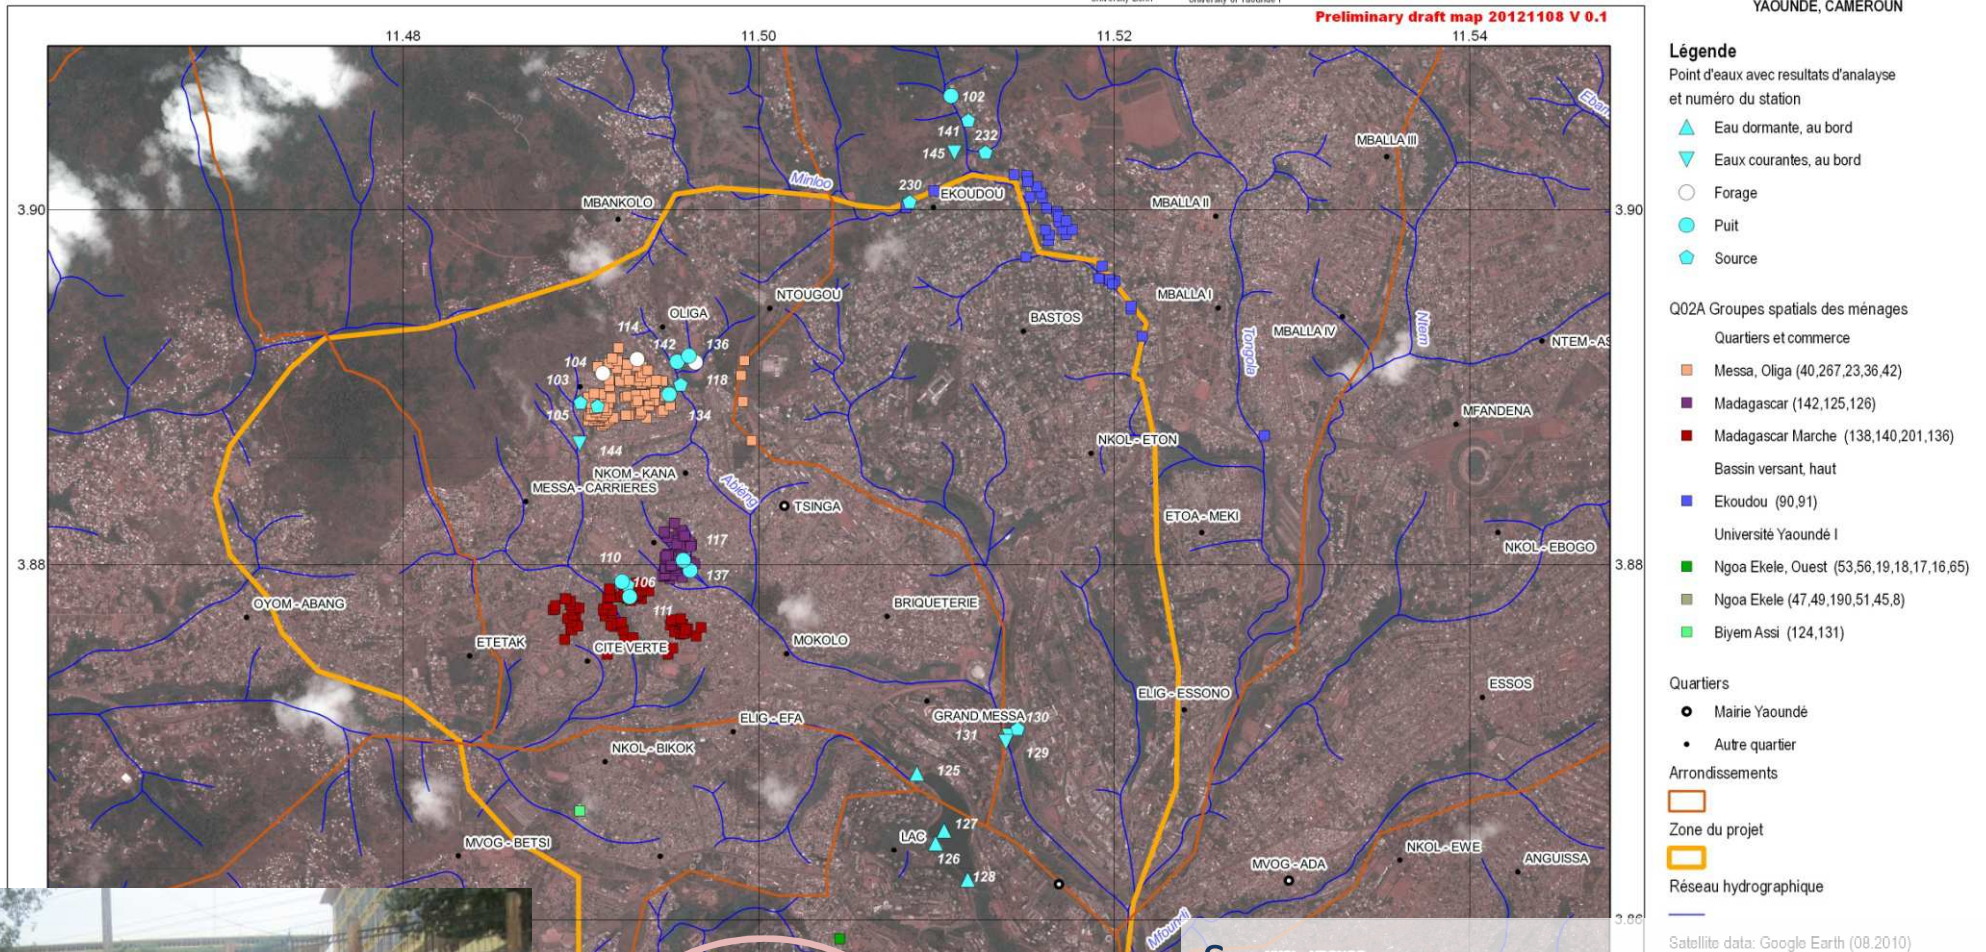 YAOUNDE, CAMEROUN
Preliminary draft map 20121108 V 0.1
11.48 11.50 11.52 11.54
Légende
Point d'eaux avec resultats d'analayse
et numéro du station
Eau dormante, au bord
Eaux courantes, au bord
Forage
Puit
Source
Q02A Groupes spatials des ménages
Quartiers et commerce
Messa, Oliga (40,267,23,36,42)
Madagascar (142,125,126)
Madagascar Marche (138,140,201,136)
Bassin versant, haut
Ekoudou (90,91)
Université Yaoundé I
Ngoa Ekele, Ouest (53,56,19,18,17,16,65)
Ngoa Ekele (47,49,190,51,45,8)
Biyem Assi (124,131)
Quartiers
Mairie Yaoundé
Autre quartier
Arrondissements
Zone du projet
Réseau hydrographique
Satellite data: Google Earth (08.2010)
102
141
232
145
MBALLA III
Minloo
230
EKOUDOU
MBANKOLO
MBALLA II
3.90 3.90
NTOUGOU
OLIGA
MBALLA I
BASTOS
MBALLA IV
Tongola
Ntem
NTEM - AS
114
142
136
104
103
118
105
134
144
MFANDENA
NKOL - ETON
NKOM - KANA
MESSA - CARRIERES
Abiéng
TSINGA
ETOA - MEKI
NKOL - EBOGO
117
110
106
137
111
3.88 3.88
OYOM - ABANG
BRIQUETERIE
ETETAK
CITE VERTE
MOKOLO
ELIG - ESSONO
ESSOS
ELIG - EFA
GRAND MESSA
130
131
129
NKOL - BIKOK
125
127
LAC
126
128
MVOG - BETSI
MVOG - ADA
NKOL - EWE
ANGUISSA
Mfoundi
3.86